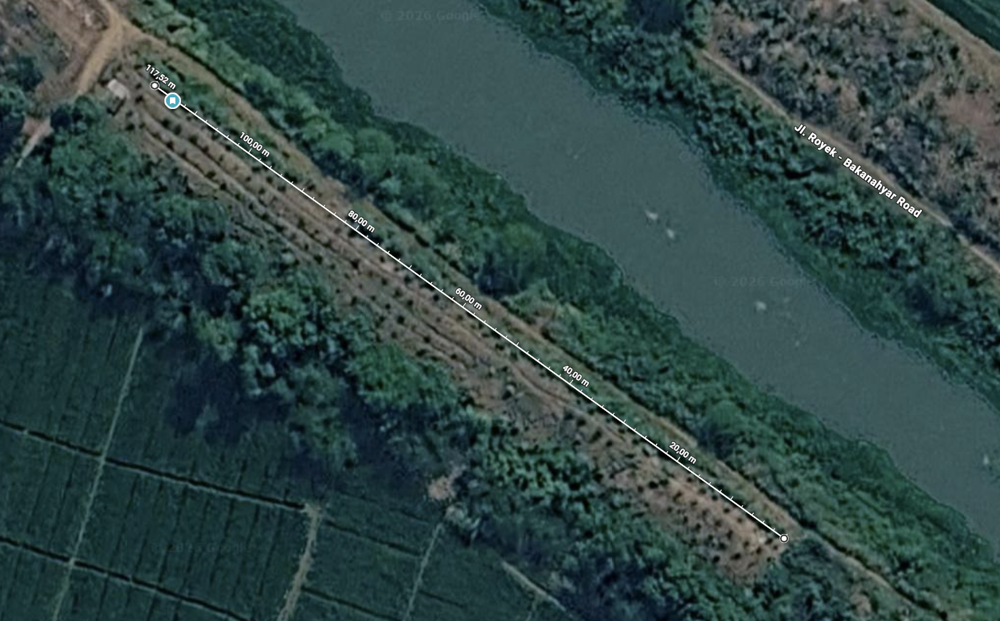 © 2026 Google
117,52 m
100,00 m
Jl. Royek - Bakanahyar Road
80,00 m
© 2026 Google
60,00 m
40,00 m
20,00 m